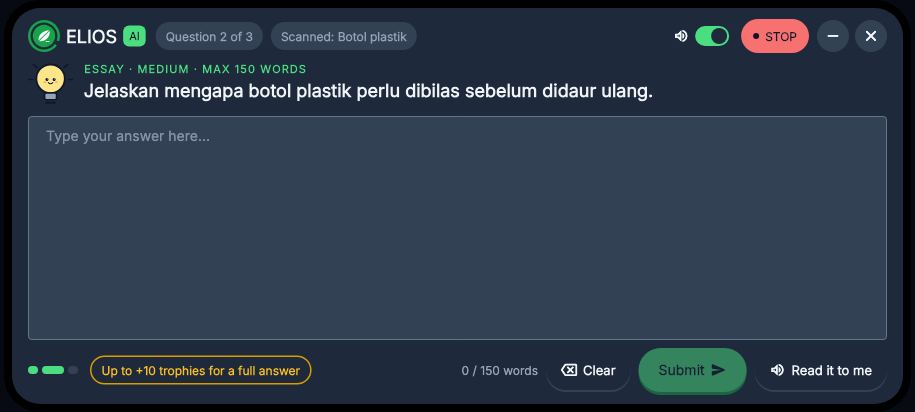 ELIOS AI Question 2 of 3 Scanned: Botol plastik STOP
ESSAY · MEDIUM · MAX 150 WORDS
Jelaskan mengapa botol plastik perlu dibilas sebelum didaur ulang.
Type your answer here...
Up to +10 trophies for a full answer 0 / 150 words Clear Submit Read it to me